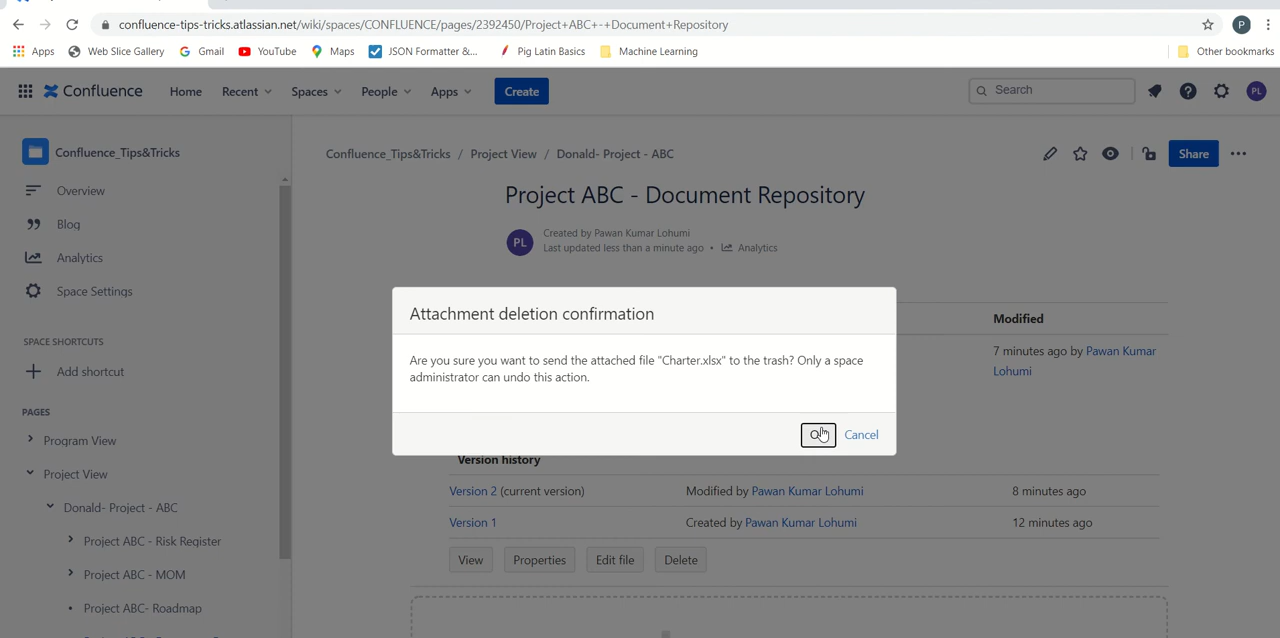 confluence-tips-tricks.atlassian.net/wiki/spaces/CONFLUENCE/pages/2392450/Project+ABC+-+Document+Repository
P
Apps Web Slice Gallery Gmail YouTube Maps JSON Formatter &... Pig Latin Basics Machine Learning Other bookmarks
Confluence Home Recent Spaces People Apps Create Search PL
Confluence_Tips&Tricks
Confluence_Tips&Tricks / Project View / Donald- Project - ABC
Share
Overview
Blog
Analytics
Space Settings
SPACE SHORTCUTS
Add shortcut
PAGES
Program View
Project View
Donald- Project - ABC
Project ABC - Risk Register
Project ABC - MOM
Project ABC- Roadmap
Project ABC - Document Repository
PL
Created by Pawan Kumar Lohumi
Last updated less than a minute ago • Analytics
Modified
7 minutes ago by Pawan Kumar
Lohumi
Attachment deletion confirmation
Are you sure you want to send the attached file "Charter.xlsx" to the trash? Only a space
administrator can undo this action.
Cancel
Version history
Version 2 (current version) Modified by Pawan Kumar Lohumi 8 minutes ago
Version 1 Created by Pawan Kumar Lohumi 12 minutes ago
View Properties Edit file Delete